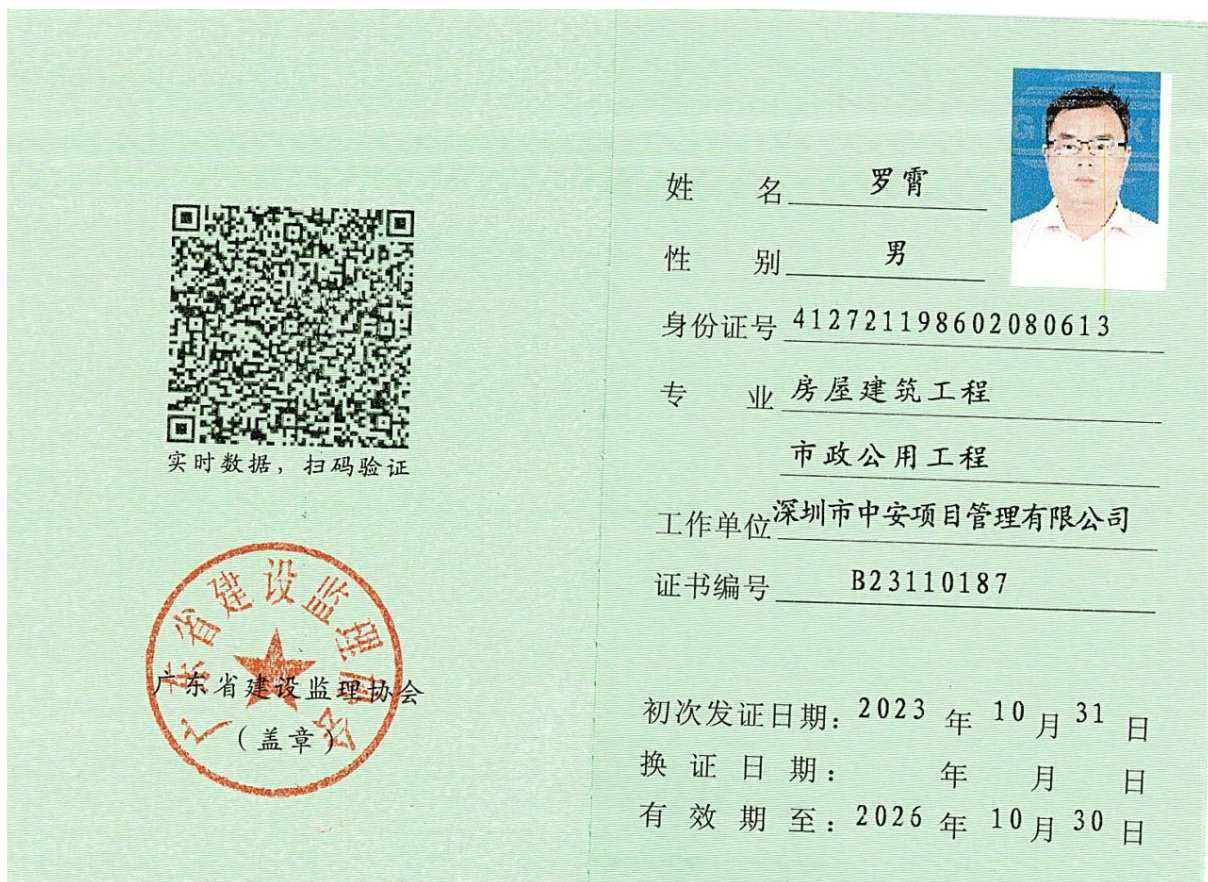 实时数据，扫码验证
广东省建设监理协会
广东省建设监理协会
（盖章）
姓 名 罗霄
性 别 男
身份证号 412721198602080613
专 业 房屋建筑工程
市政公用工程
工作单位 深圳市中安项目管理有限公司
证书编号 B23110187
初次发证日期：2023 年 10 月 31 日
换 证 日 期： 年 月 日
有 效 期 至：2026 年 10 月 30 日